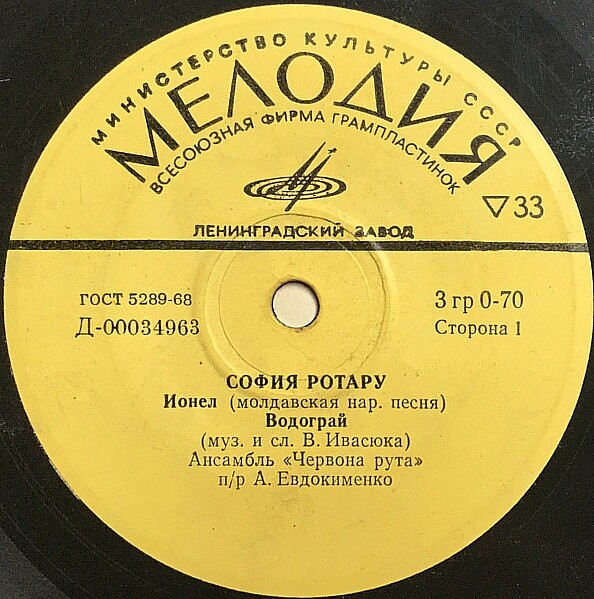 МИНИСТЕРСТВО КУЛЬТУРЫ СССР
МЕЛОДИЯ
ВСЕСОЮЗНАЯ ФИРМА ГРАМПЛАСТИНОК
▽33
ЛЕНИНГРАДСКИЙ ЗАВОД
ГОСТ 5289-68
Д-00034963
3 гр 0-70
Сторона 1
СОФИЯ РОТАРУ
Ионел (молдавская нар. песня)
Водограй
(муз. и сл. В. Ивасюка)
Ансамбль «Червона рута»
п/р А. Евдокименко